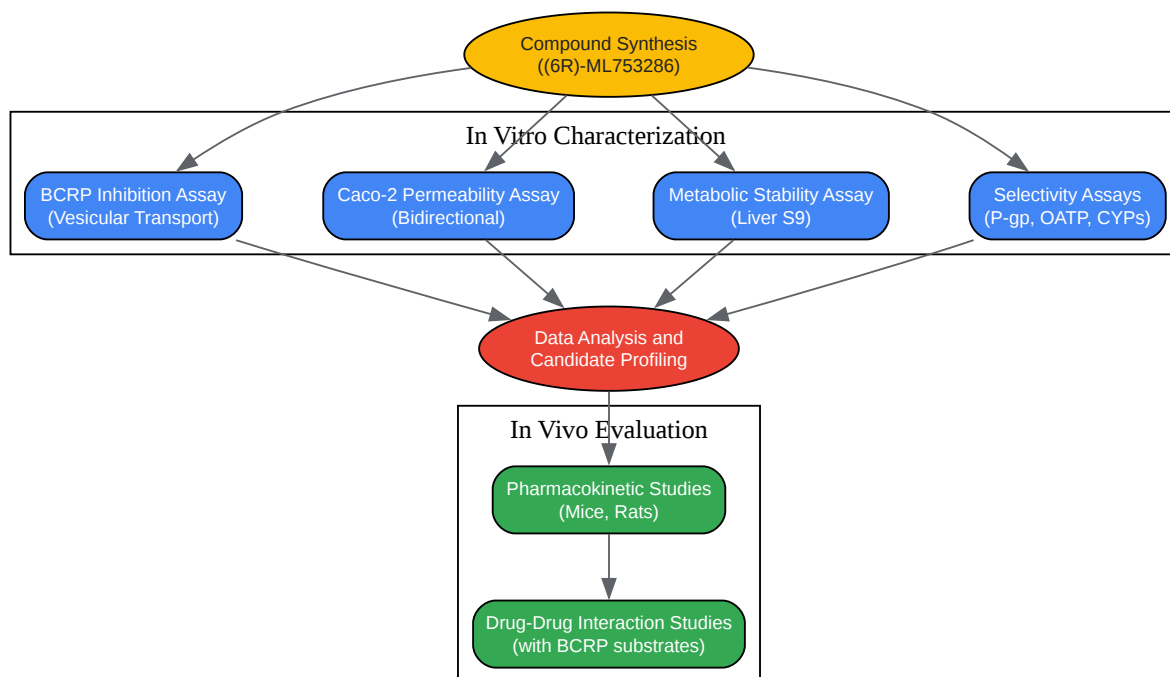 Compound Synthesis
((6R)-ML753286)
In Vitro Characterization
BCRP Inhibition Assay
(Vesicular Transport)
Caco-2 Permeability Assay
(Bidirectional)
Metabolic Stability Assay
(Liver S9)
Selectivity Assays
(P-gp, OATP, CYPs)
Data Analysis and
Candidate Profiling
In Vivo Evaluation
Pharmacokinetic Studies
(Mice, Rats)
Drug-Drug Interaction Studies
(with BCRP substrates)